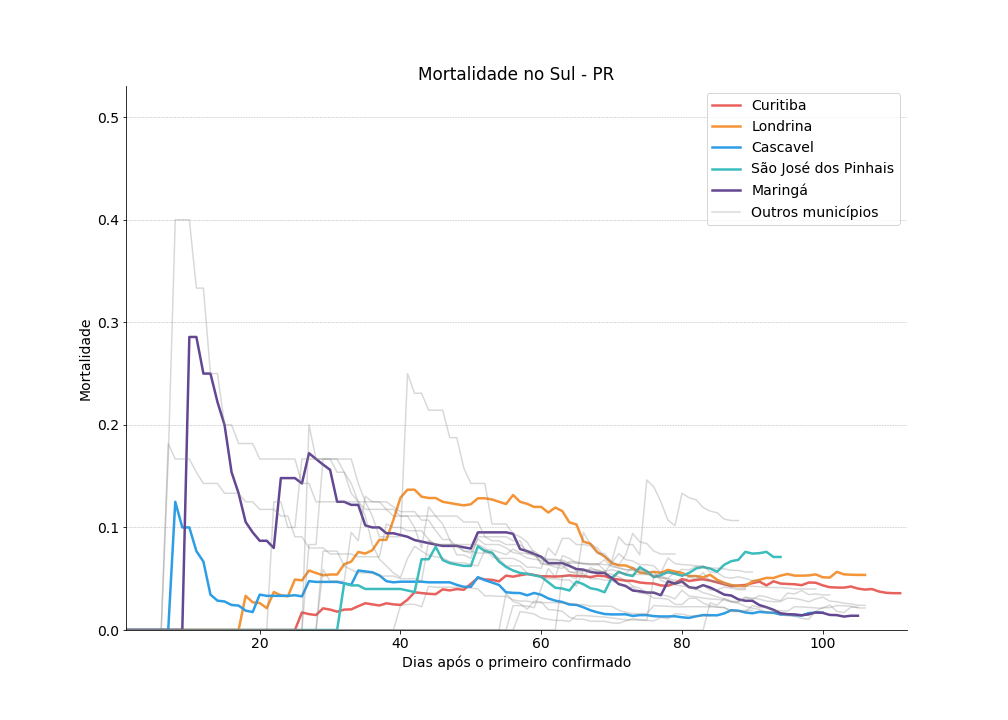 Mortalidade no Sul - PR
Curitiba
Londrina
Cascavel
São José dos Pinhais
Maringá
Outros municípios
0.5
0.4
0.3
0.2
0.1
0.0
Mortalidade
20
40
60
80
100
Dias após o primeiro confirmado